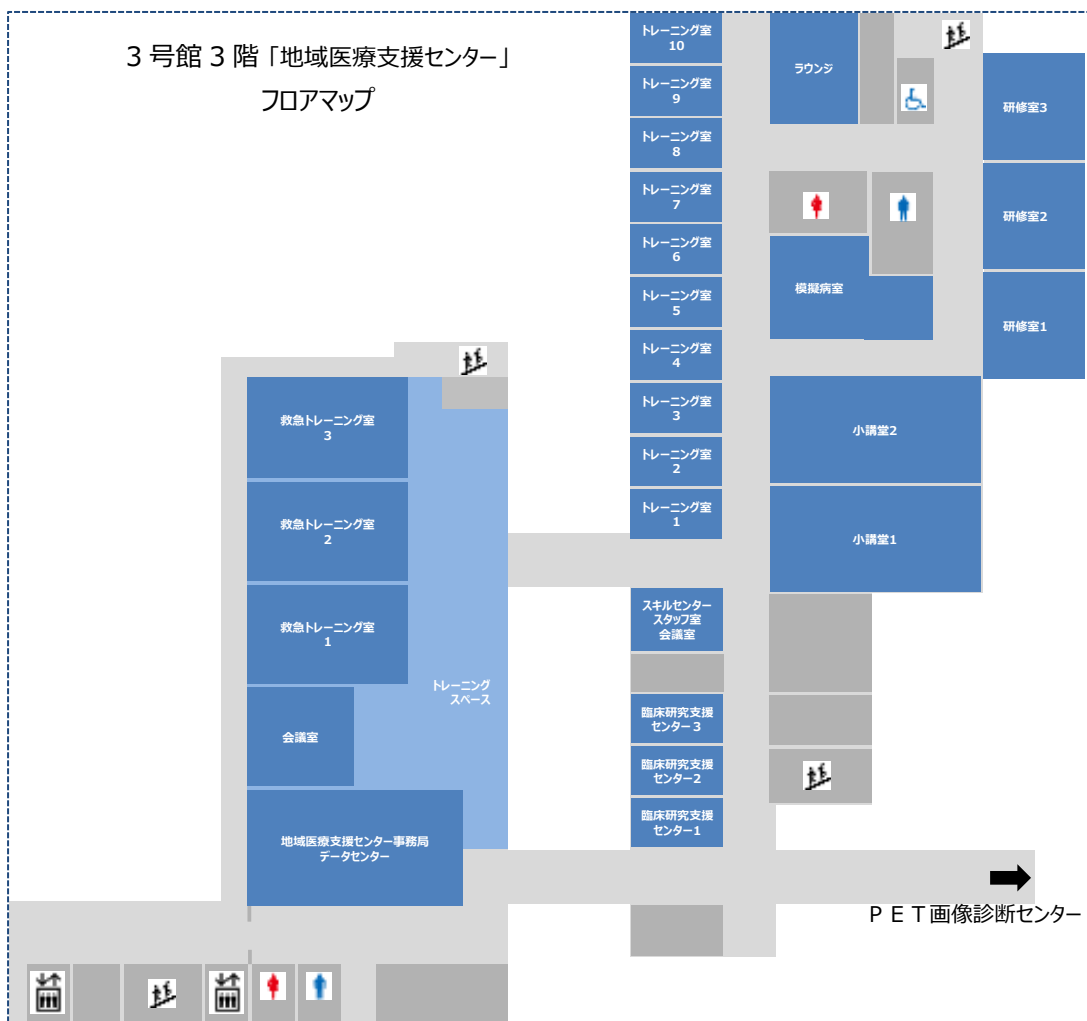 3号館3階「地域医療支援センター」
フロアマップ
トレーニング室
10
トレーニング室
9
トレーニング室
8
トレーニング室
7
トレーニング室
6
トレーニング室
5
トレーニング室
4
トレーニング室
3
トレーニング室
2
トレーニング室
1
ラウンジ
研修室3
研修室2
研修室1
模擬病室
小講堂2
小講堂1
救急トレーニング室
3
救急トレーニング室
2
救急トレーニング室
1
会議室
トレーニング
スペース
地域医療支援センター事務局
データセンター
スキルセンター
スタッフ室
会議室
臨床研究支援
センター3
臨床研究支援
センター2
臨床研究支援
センター1
PET画像診断センター